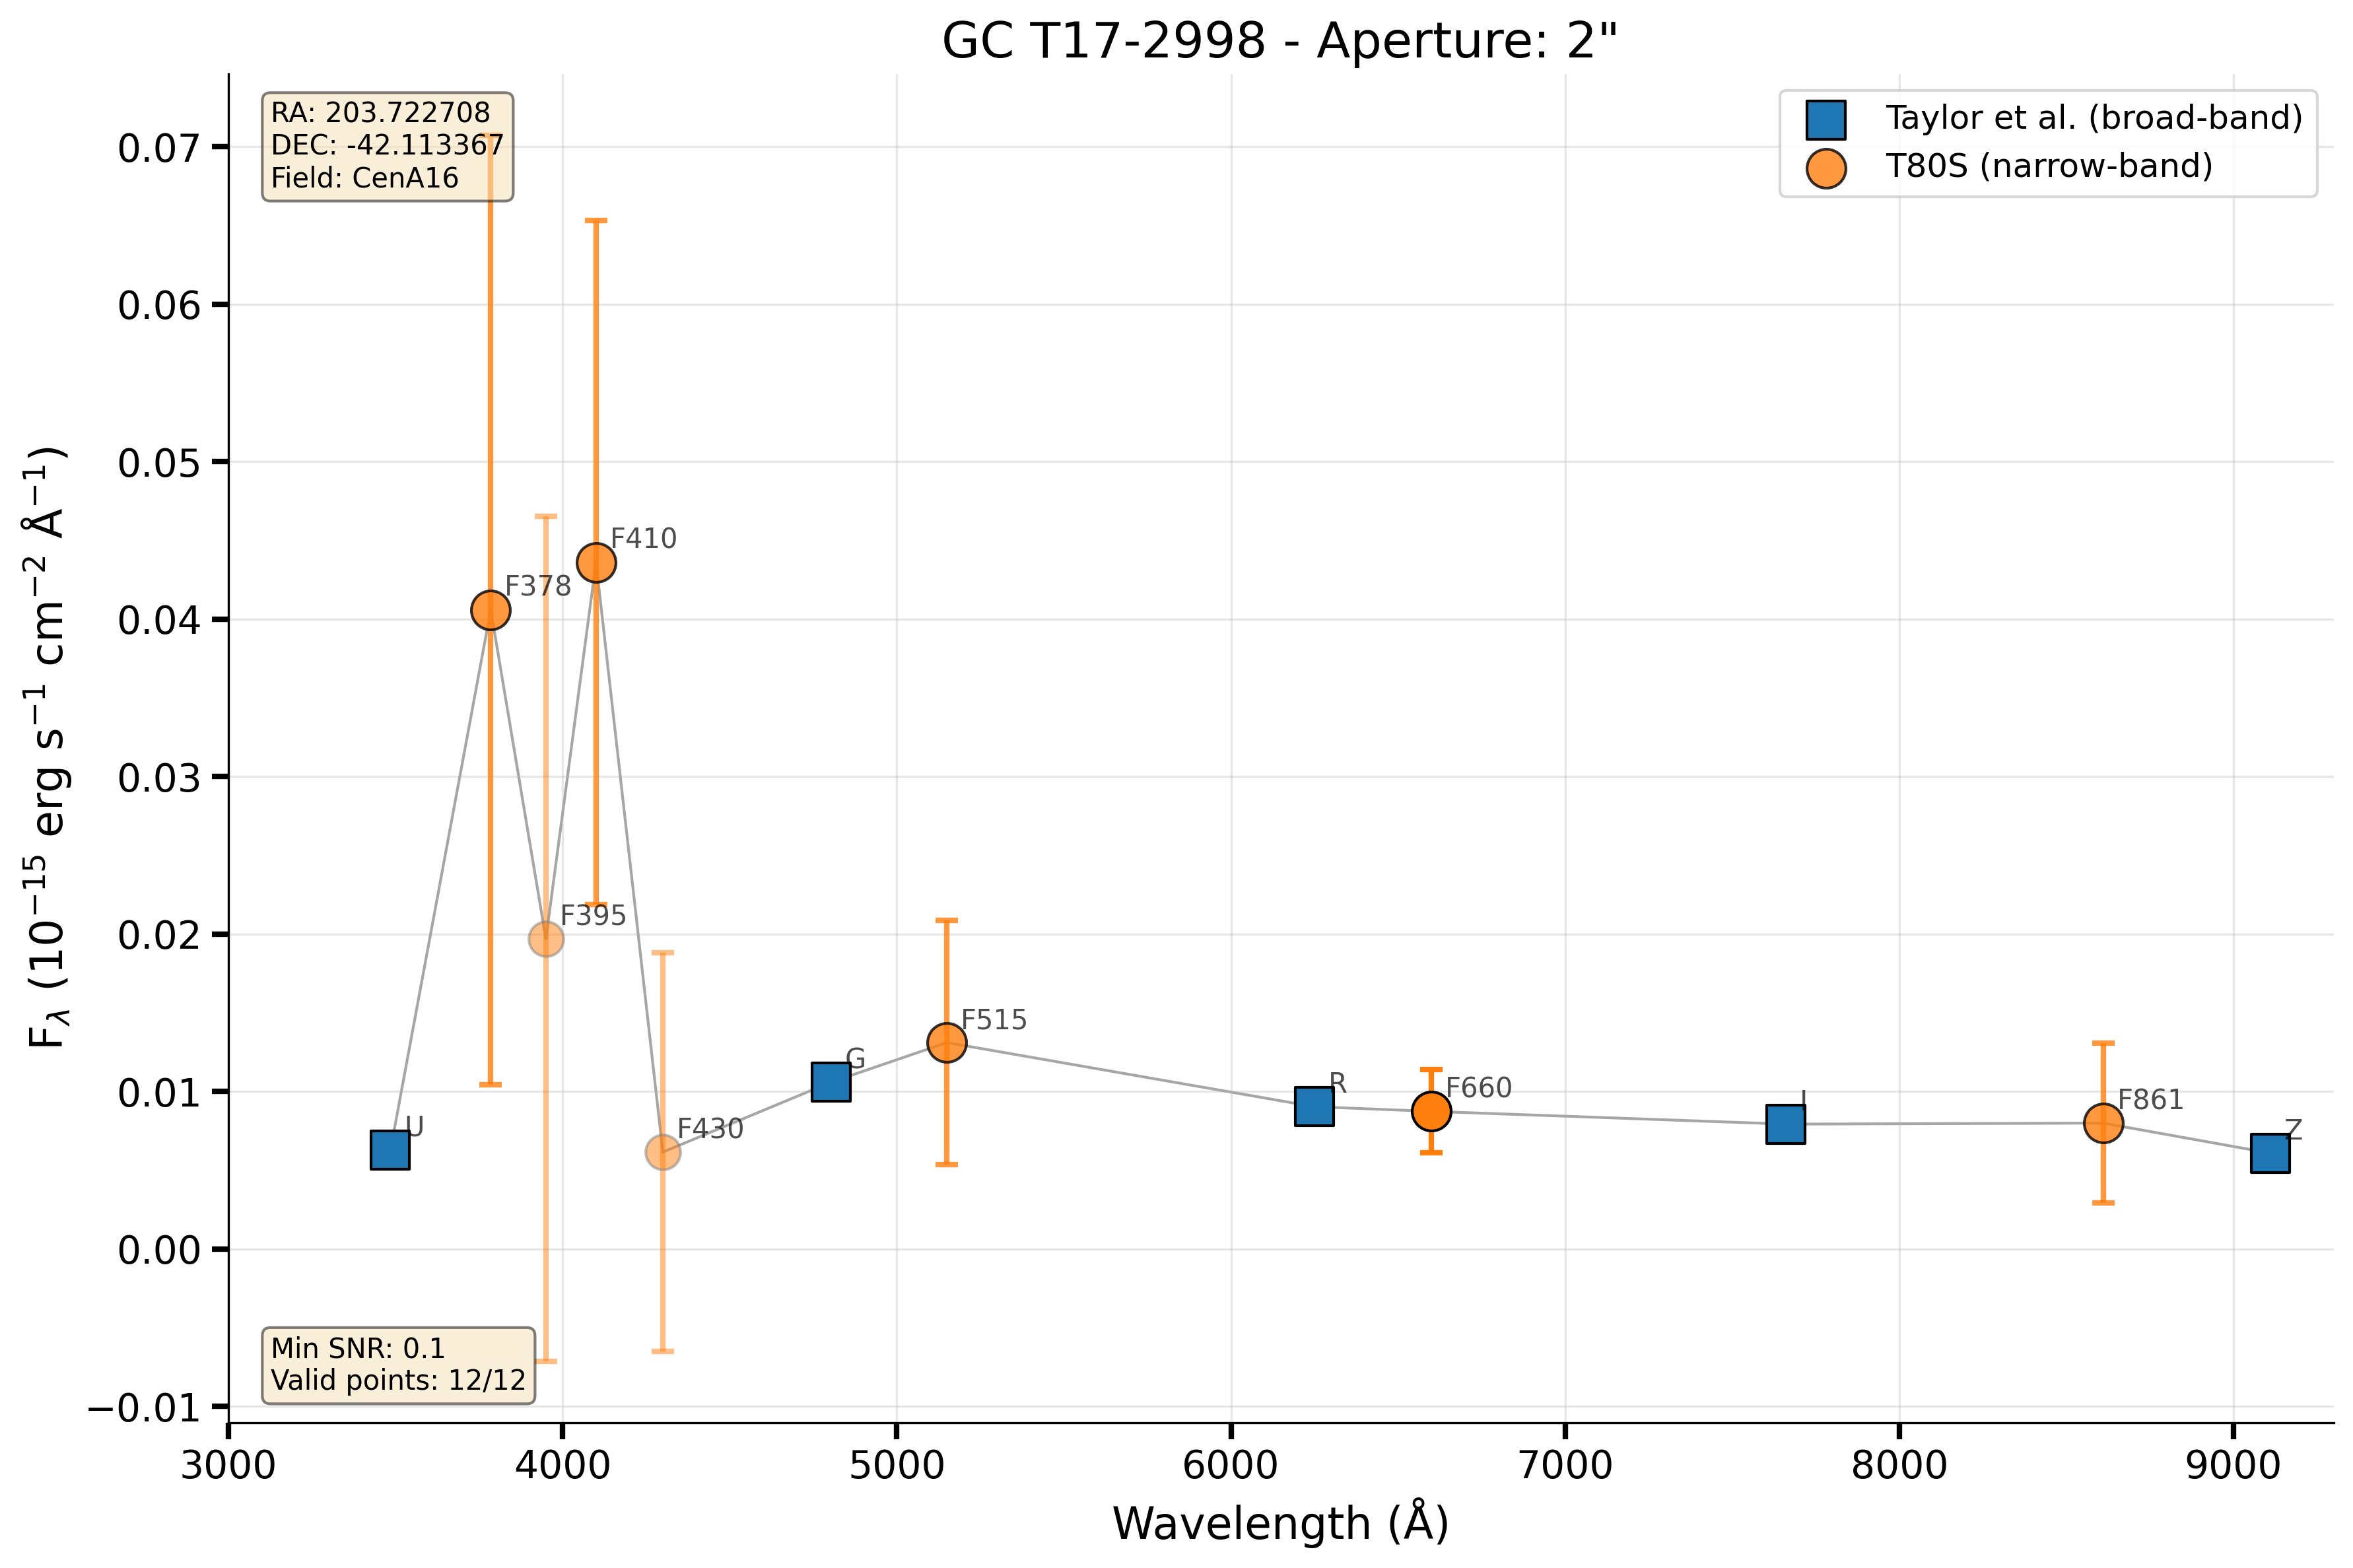 GC T17-2998 - Aperture: 2"
RA: 203.722708
DEC: -42.113367
Field: CenA16
Taylor et al. (broad-band)
T80S (narrow-band)
0.07
0.06
0.05
0.04
0.03
0.02
0.01
0.00
−0.01
F$_\lambda$ (10$^{-15}$ erg s$^{-1}$ cm$^{-2}$ Å$^{-1}$)
U
F378
F395
F410
F430
G
F515
R
F660
I
F861
Z
Min SNR: 0.1
Valid points: 12/12
3000 4000 5000 6000 7000 8000 9000
Wavelength (Å)